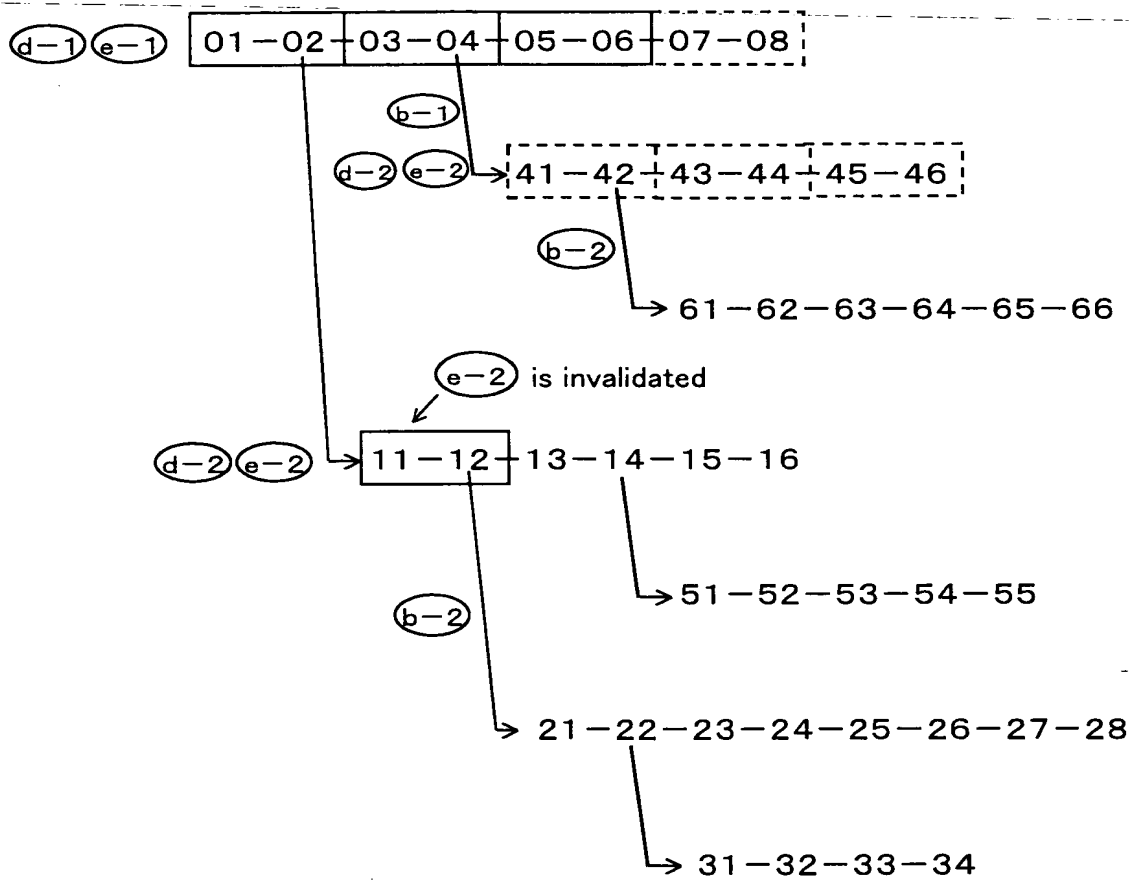 d-1 e-1 01-02-03-04-05-06-07-08
b-1
d-2 e-2 41-42-43-44-45-46
b-2
61-62-63-64-65-66
e-2 is invalidated
d-2 e-2 11-12-13-14-15-16
51-52-53-54-55
b-2
21-22-23-24-25-26-27-28
31-32-33-34